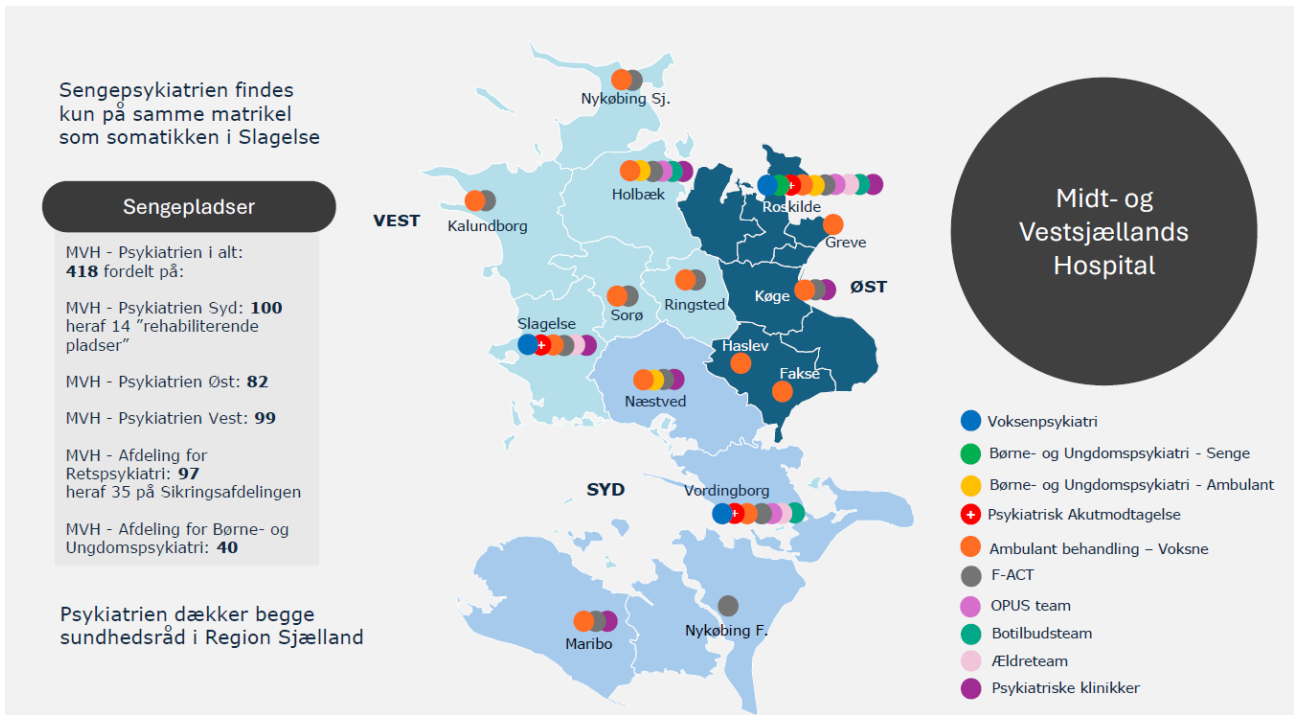 Sengepsykiatrien findes
kun på samme matrikel
som somatikken i Slagelse
Sengepladser
MVH - Psykiatrien i alt:
418 fordelt på:
MVH - Psykiatrien Syd: 100
heraf 14 ”rehabiliterende
pladser”
MVH - Psykiatrien Øst: 82
MVH - Psykiatrien Vest: 99
MVH - Afdeling for
Retspsykiatri: 97
heraf 35 på Sikringsafdelingen
MVH - Afdeling for Børne- og
Ungdomspsykiatri: 40
Psykiatrien dækker begge
sundhedsråd i Region Sjælland
Nykøbing Sj.
Holbæk
Roskilde
VEST
Kalundborg
Greve
Sorø
Ringsted
Køge
ØST
Slagelse
Haslev
Fakse
Næstved
SYD
Vordingborg
Maribo
Nykøbing F.
Midt- og
Vestsjællands
Hospital
Voksenpsykiatri
Børne- og Ungdomspsykiatri - Senge
Børne- og Ungdomspsykiatri - Ambulant
Psykiatrisk Akutmodtagelse
Ambulant behandling – Voksne
F-ACT
OPUS team
Botilbudsteam
Ældreteam
Psykiatriske klinikker